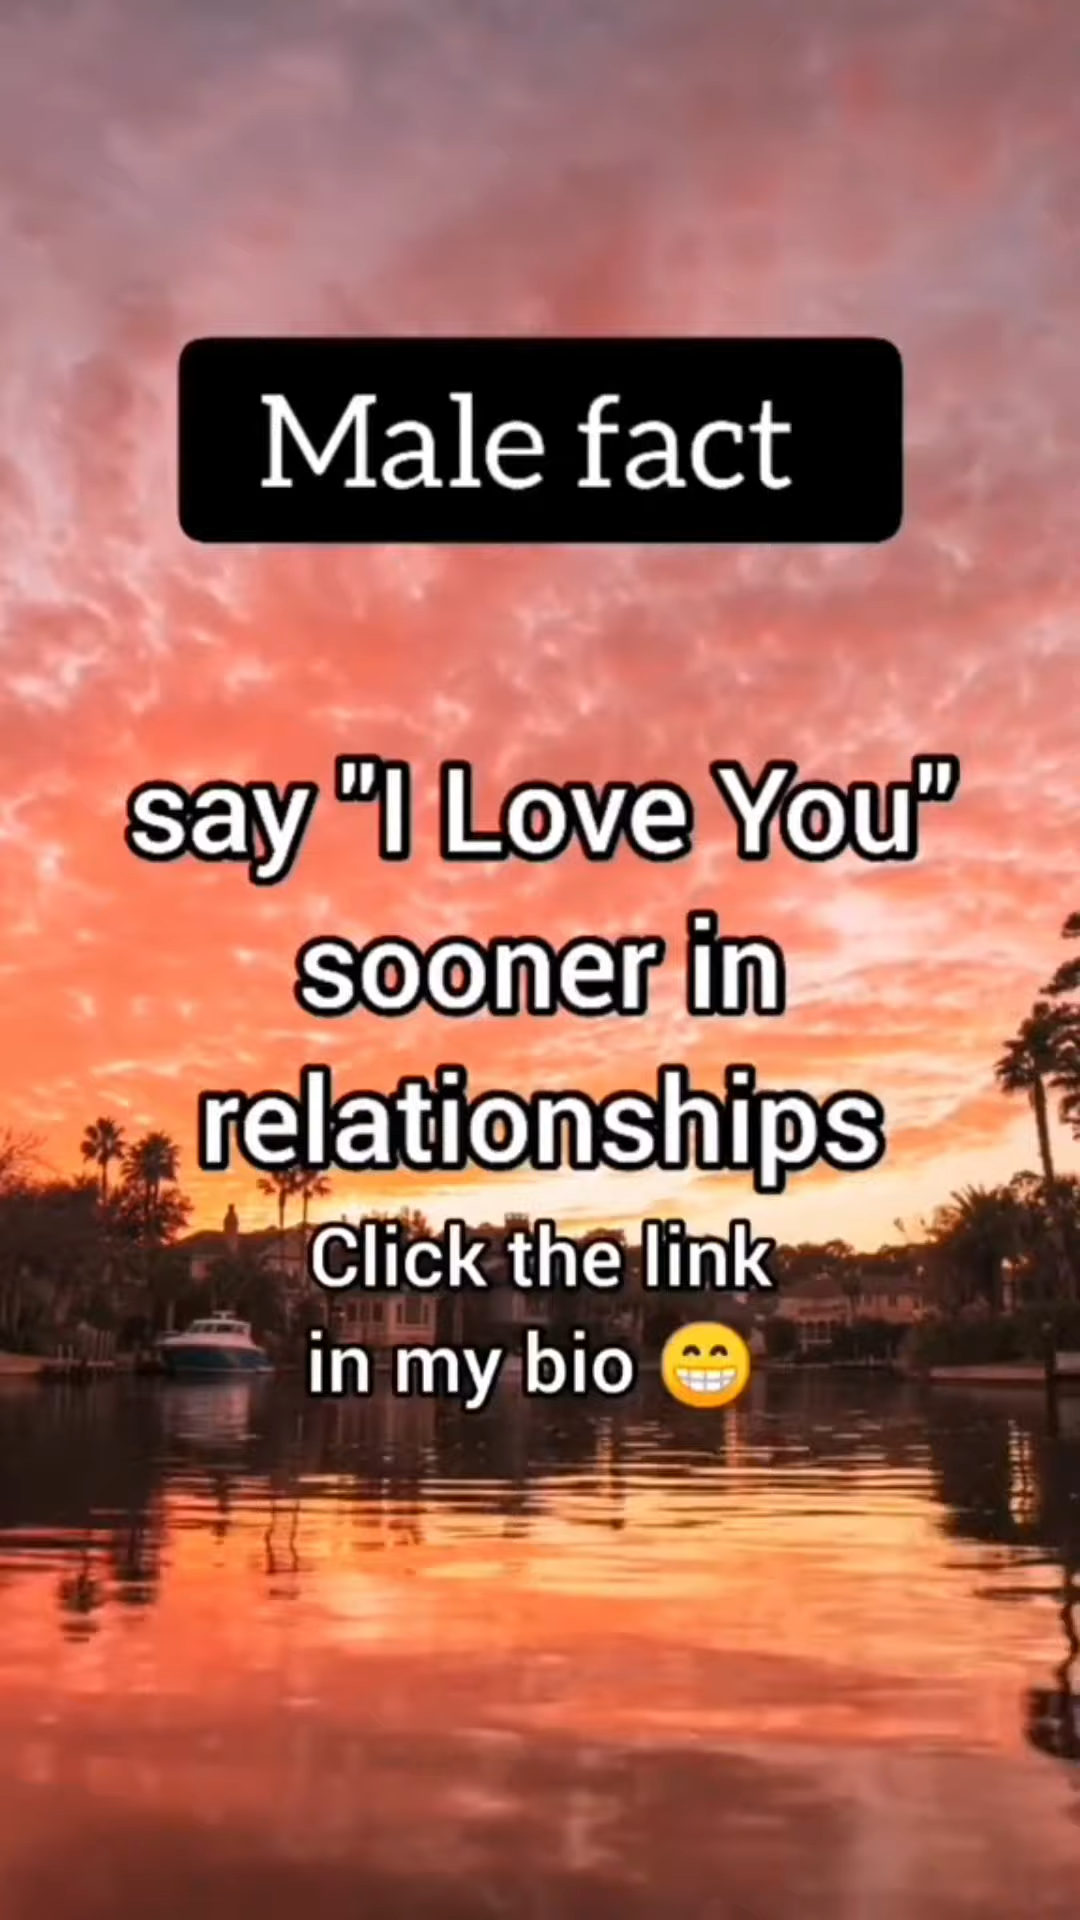 Male fact
say "I Love You"
sooner in
relationships
Click the link
in my bio 😁